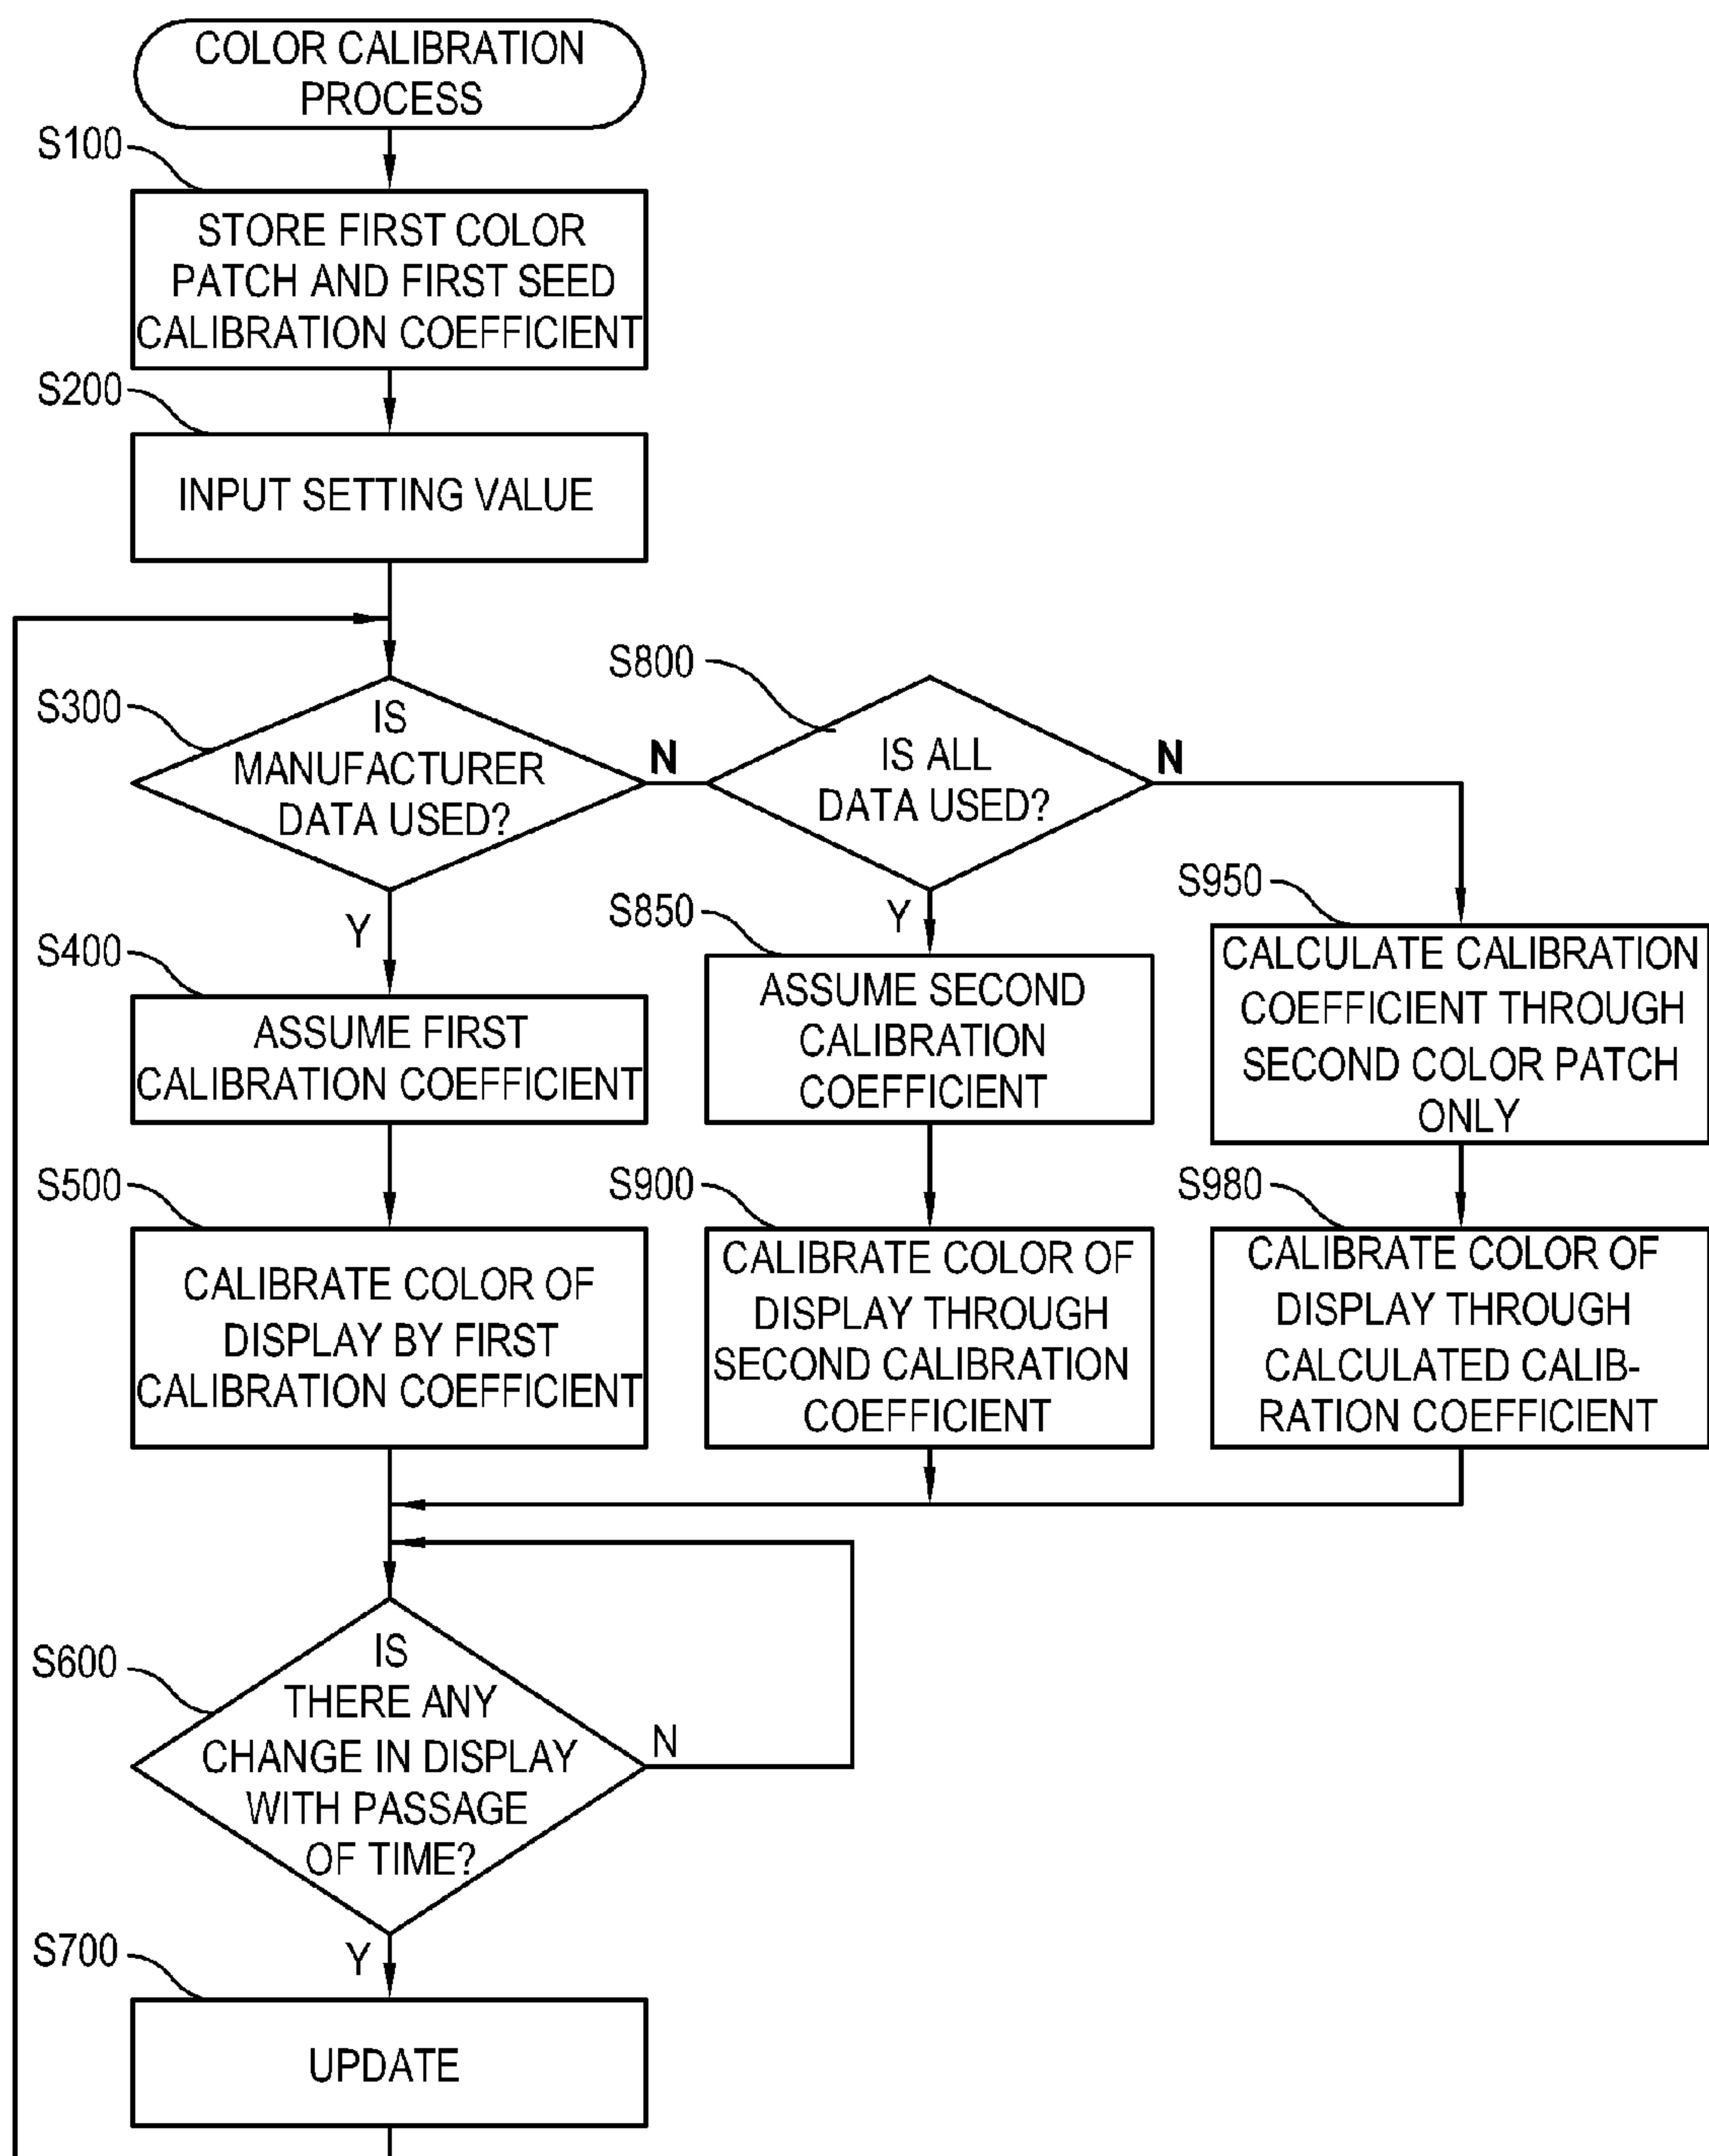 COLOR CALIBRATION
PROCESS
S100
STORE FIRST COLOR
PATCH AND FIRST SEED
CALIBRATION COEFFICIENT
S200
INPUT SETTING VALUE
S300
IS
MANUFACTURER
DATA USED?
N
Y
S800
IS ALL
DATA USED?
N
Y
S400
ASSUME FIRST
CALIBRATION COEFFICIENT
S850
ASSUME SECOND
CALIBRATION
COEFFICIENT
S950
CALCULATE CALIBRATION
COEFFICIENT THROUGH
SECOND COLOR PATCH
ONLY
S500
CALIBRATE COLOR OF
DISPLAY BY FIRST
CALIBRATION COEFFICIENT
S900
CALIBRATE COLOR OF
DISPLAY THROUGH
SECOND CALIBRATION
COEFFICIENT
S980
CALIBRATE COLOR OF
DISPLAY THROUGH
CALCULATED CALIB-
RATION COEFFICIENT
S600
IS
THERE ANY
CHANGE IN DISPLAY
WITH PASSAGE
OF TIME?
N
Y
S700
UPDATE